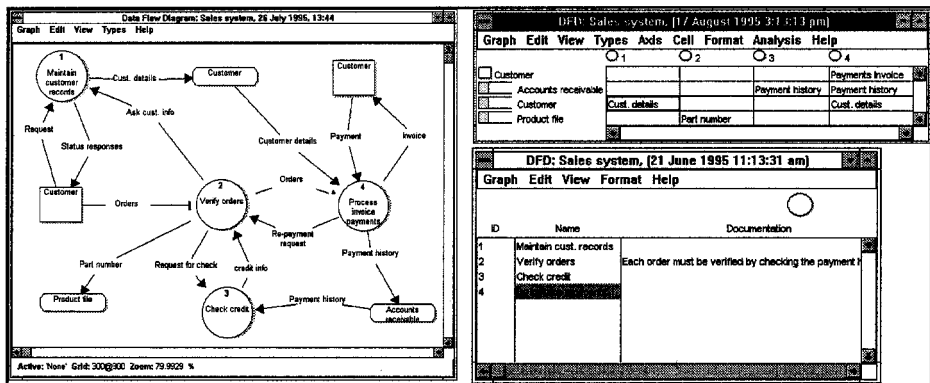 Data Flow Diagram: Sales system, 26 July 1995, 13:44
Graph Edit View Types Help
1
Maintain
customer
records
Cust. details
Customer
Customer
Ask cust. info
Request
Status responses
Customer details
Payment
Invoice
Customer
Orders
2
Verify orders
Orders
4
Process
invoice
payments
Re-payment
request
Part number
Request for check
credit info
Payment history
Product file
3
Check credit
Payment history
Accounts
receivable
Active: 'None' Grid: 300@300 Zoom: 79.9929 %
DFD: Sales system, (17 August 1995 3:13:13 pm)
Graph Edit View Types Axis Cell Format Analysis Help
1 2 3 4
Customer Payments Invoice
Accounts receivable Payment history Payment history
Customer Cust. details Cust. details
Product file Part number
DFD: Sales system, (21 June 1995 11:13:31 am)
Graph Edit View Format Help
ID Name Documentation
1 Maintain cust. records
2 Verify orders Each order must be verified by checking the payment h
3 Check credit
4